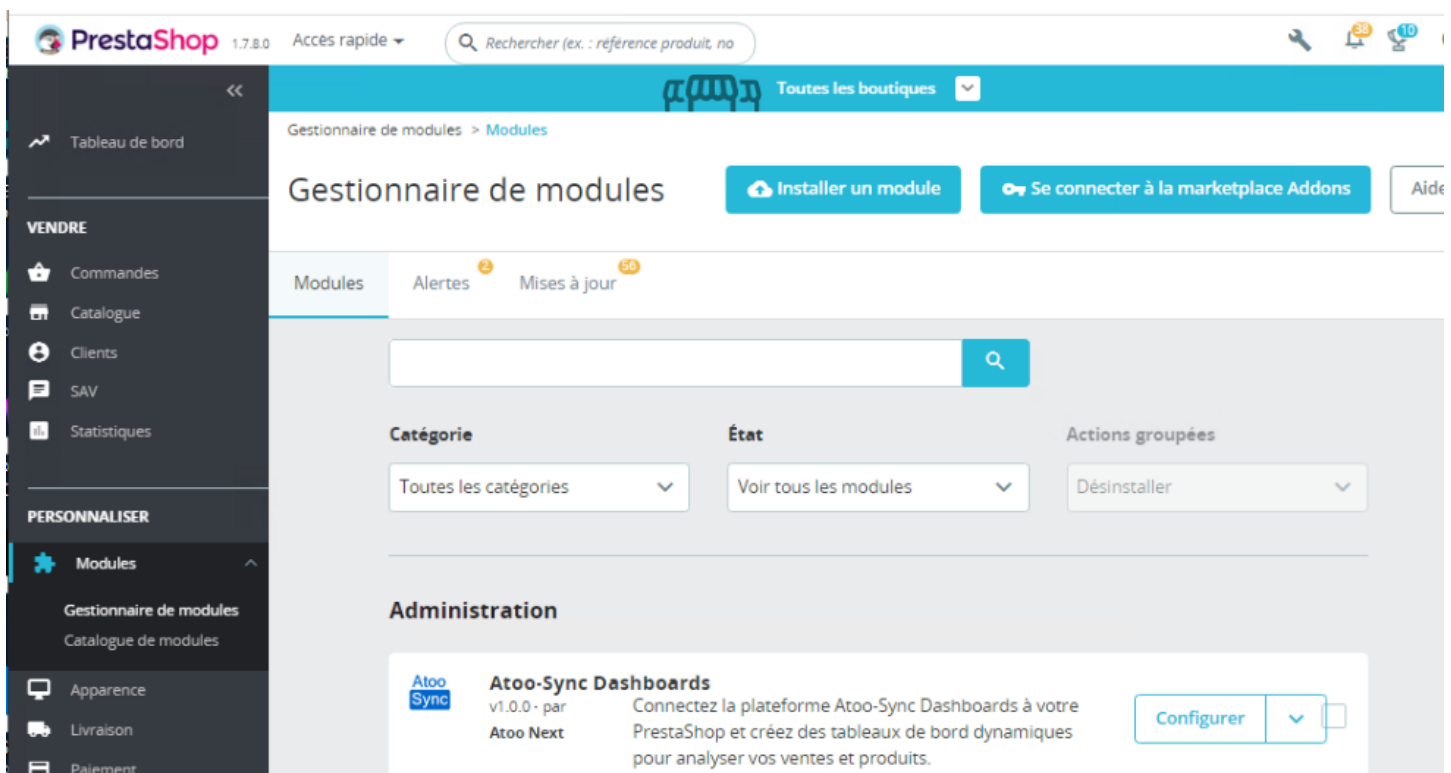 PrestaShop 1.7.8.0 Accès rapide Rechercher (ex. : référence produit, no 38 10
Toutes les boutiques
Tableau de bord
Gestionnaire de modules > Modules
Gestionnaire de modules Installer un module Se connecter à la marketplace Addons Aide
VENDRE
Commandes
Catalogue
Clients
SAV
Statistiques
Modules Alertes 2 Mises à jour 56
Catégorie État Actions groupées
Toutes les catégories Voir tous les modules Désinstaller
PERSONNALISER
Modules
Gestionnaire de modules
Catalogue de modules
Apparence
Livraison
Paiement
Administration
Atoo
Sync
Atoo-Sync Dashboards
v1.0.0 - par
Atoo Next
Connectez la plateforme Atoo-Sync Dashboards à votre
PrestaShop et créez des tableaux de bord dynamiques
pour analyser vos ventes et produits.
Configurer